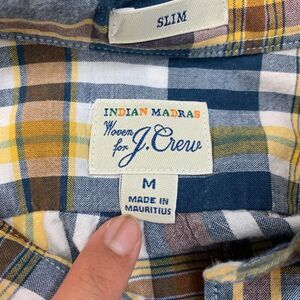 SLIM
INDIAN MADRAS
Woven
for J.Crew
M
MADE IN
MAURITIUS